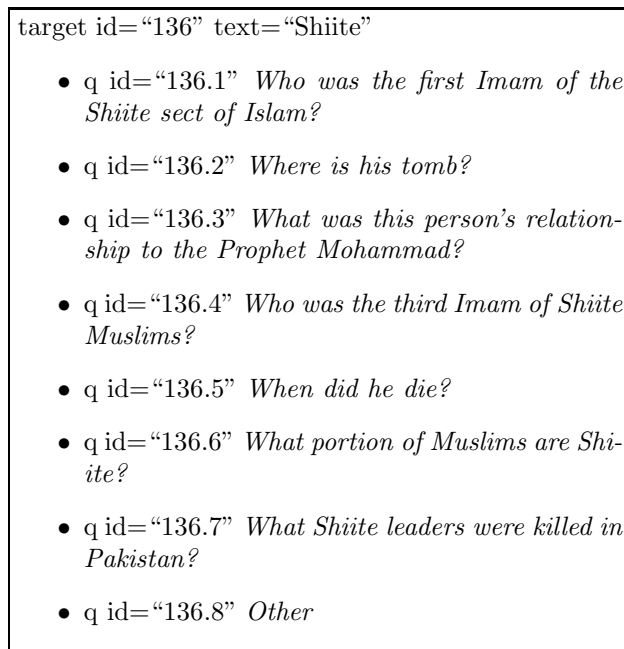 target id=“136” text=“Shiite”
• q id=“136.1” Who was the first Imam of the
Shiite sect of Islam?
• q id=“136.2” Where is his tomb?
• q id=“136.3” What was this person's relation-
ship to the Prophet Mohammad?
• q id=“136.4” Who was the third Imam of Shiite
Muslims?
• q id=“136.5” When did he die?
• q id=“136.6” What portion of Muslims are Shi-
ite?
• q id=“136.7” What Shiite leaders were killed in
Pakistan?
• q id=“136.8” Other